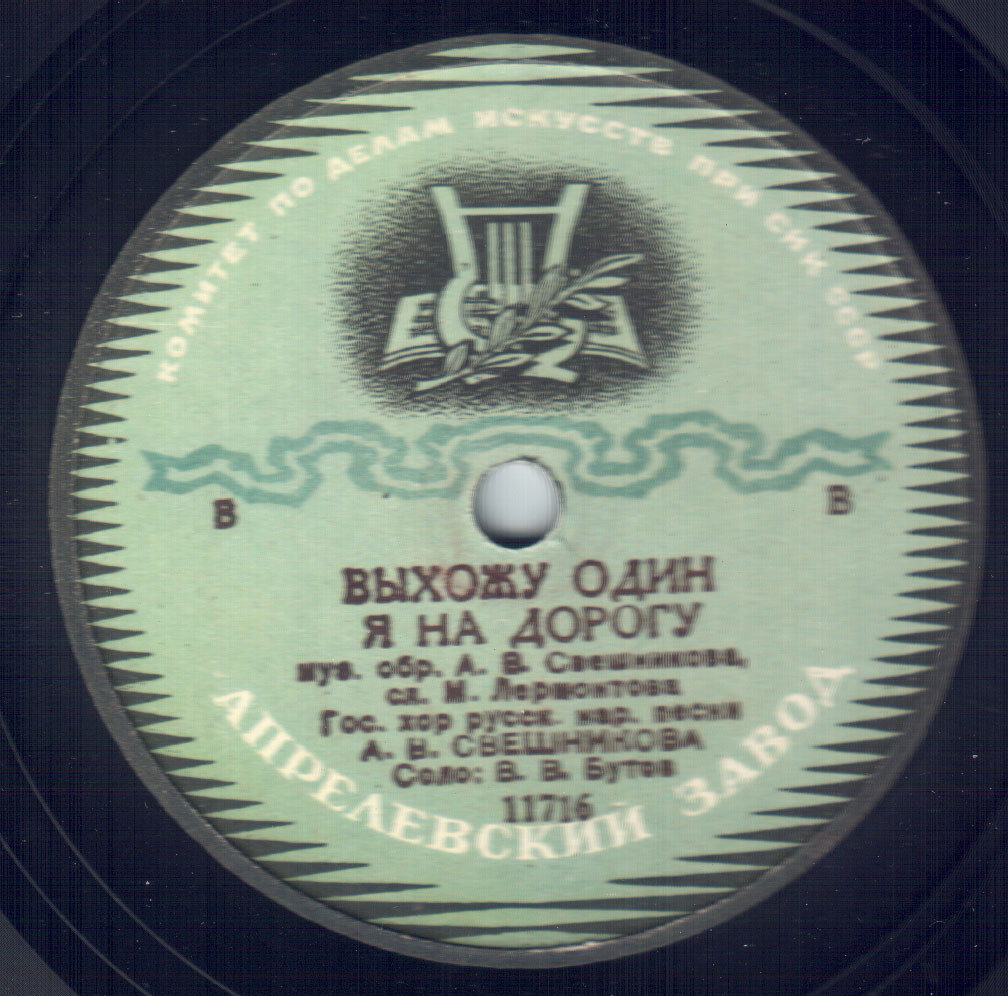 КОМИТЕТ ПО ДЕЛАМ ИСКУССТВ ПРИ СНК СССР
В В
ВЫХОЖУ ОДИН
Я НА ДОРОГУ
муз. обр. А. В. Свешникова,
сл. М. Лермонтова
Гос. хор русск. нар. песни
А. В. СВЕШНИКОВА
Соло: В. В. Бутов
11716
АПРЕЛЕВСКИЙ ЗАВОД